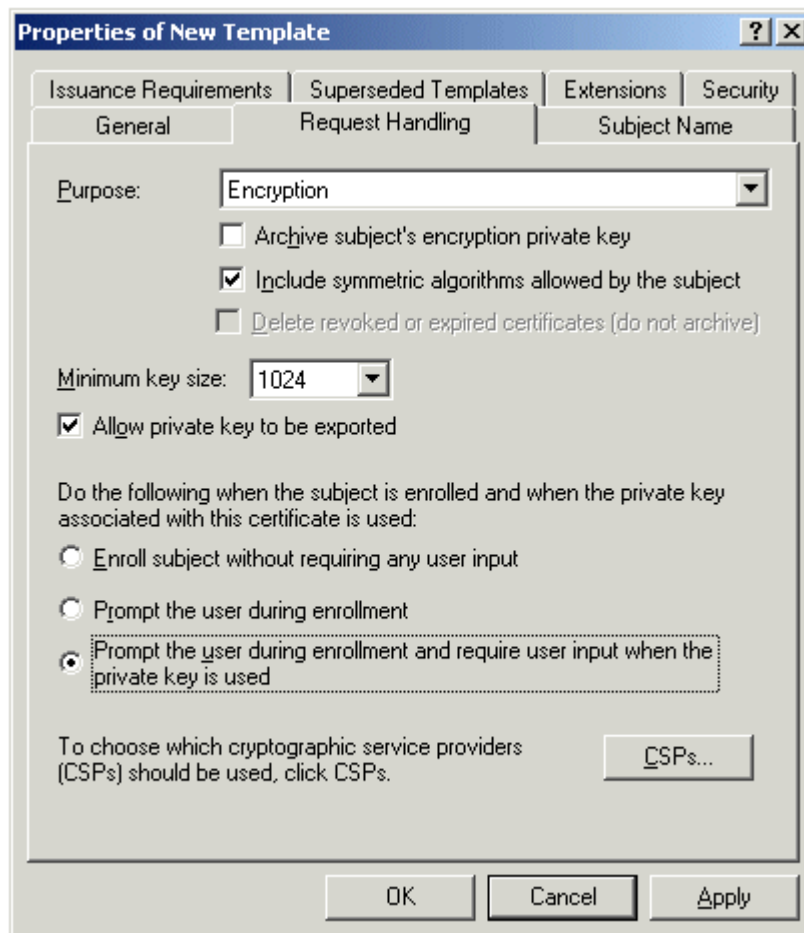 Properties of New Template
Issuance Requirements Superseded Templates Extensions Security
General Request Handling Subject Name
Purpose: Encryption
Archive subject's encryption private key
Include symmetric algorithms allowed by the subject
Delete revoked or expired certificates (do not archive)
Minimum key size: 1024
Allow private key to be exported
Do the following when the subject is enrolled and when the private key
associated with this certificate is used:
Enroll subject without requiring any user input
Prompt the user during enrollment
Prompt the user during enrollment and require user input when the
private key is used
To choose which cryptographic service providers
(CSPs) should be used, click CSPs.
CSPs...
OK Cancel Apply